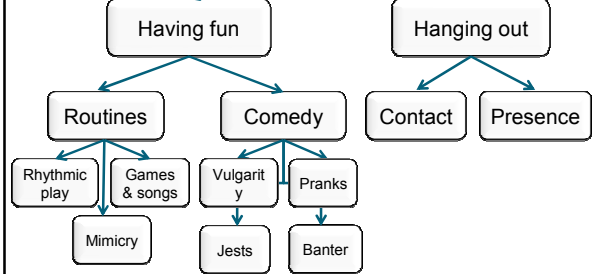 Having fun
Hanging out
Routines
Comedy
Contact
Presence
Rhythmic
play
Games
& songs
Vulgarit
y
Pranks
Mimicry
Jests
Banter